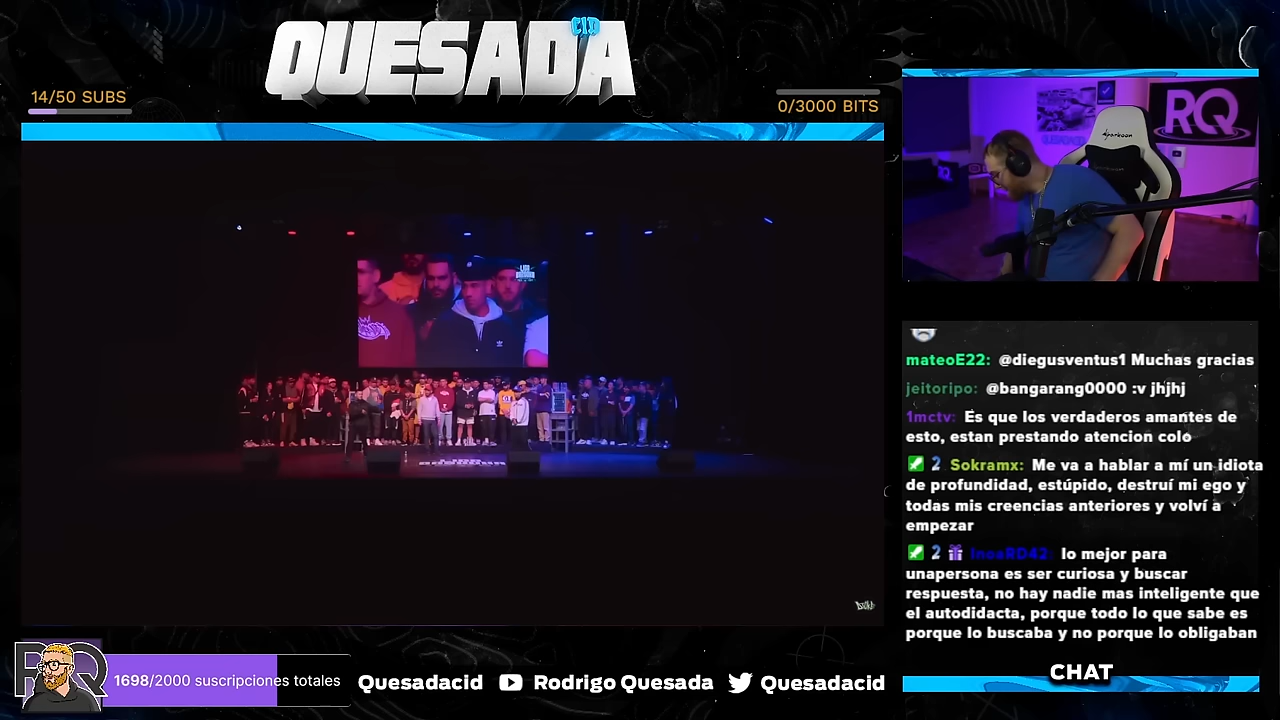 QUESADA
CID
14/50 SUBS
0/3000 BITS
RQ
mateoE22: @diegusventus1 Muchas gracias
jeitoripo: @bangarang0000 :v jhjhj
1mctv: Es que los verdaderos amantes de
esto, estan prestando atencion colo
2 Sokramx: Me va a hablar a mí un idiota
de profundidad, estúpido, destruí mi ego y
todas mis creencias anteriores y volví a
empezar
2 InoaRD42: lo mejor para
unapersona es ser curiosa y buscar
respuesta, no hay nadie mas inteligente que
el autodidacta, porque todo lo que sabe es
porque lo buscaba y no porque lo obligaban
CHAT
RQ
1698/2000 suscripciones totales
Quesadacid
Rodrigo Quesada
Quesadacid